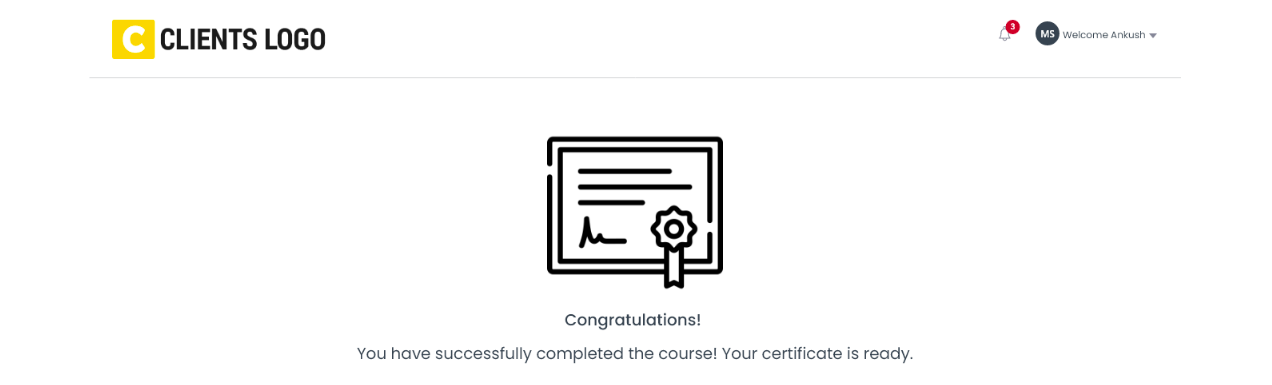 C CLIENTS LOGO
3
MS Welcome Ankush
Congratulations!
You have successfully completed the course! Your certificate is ready.